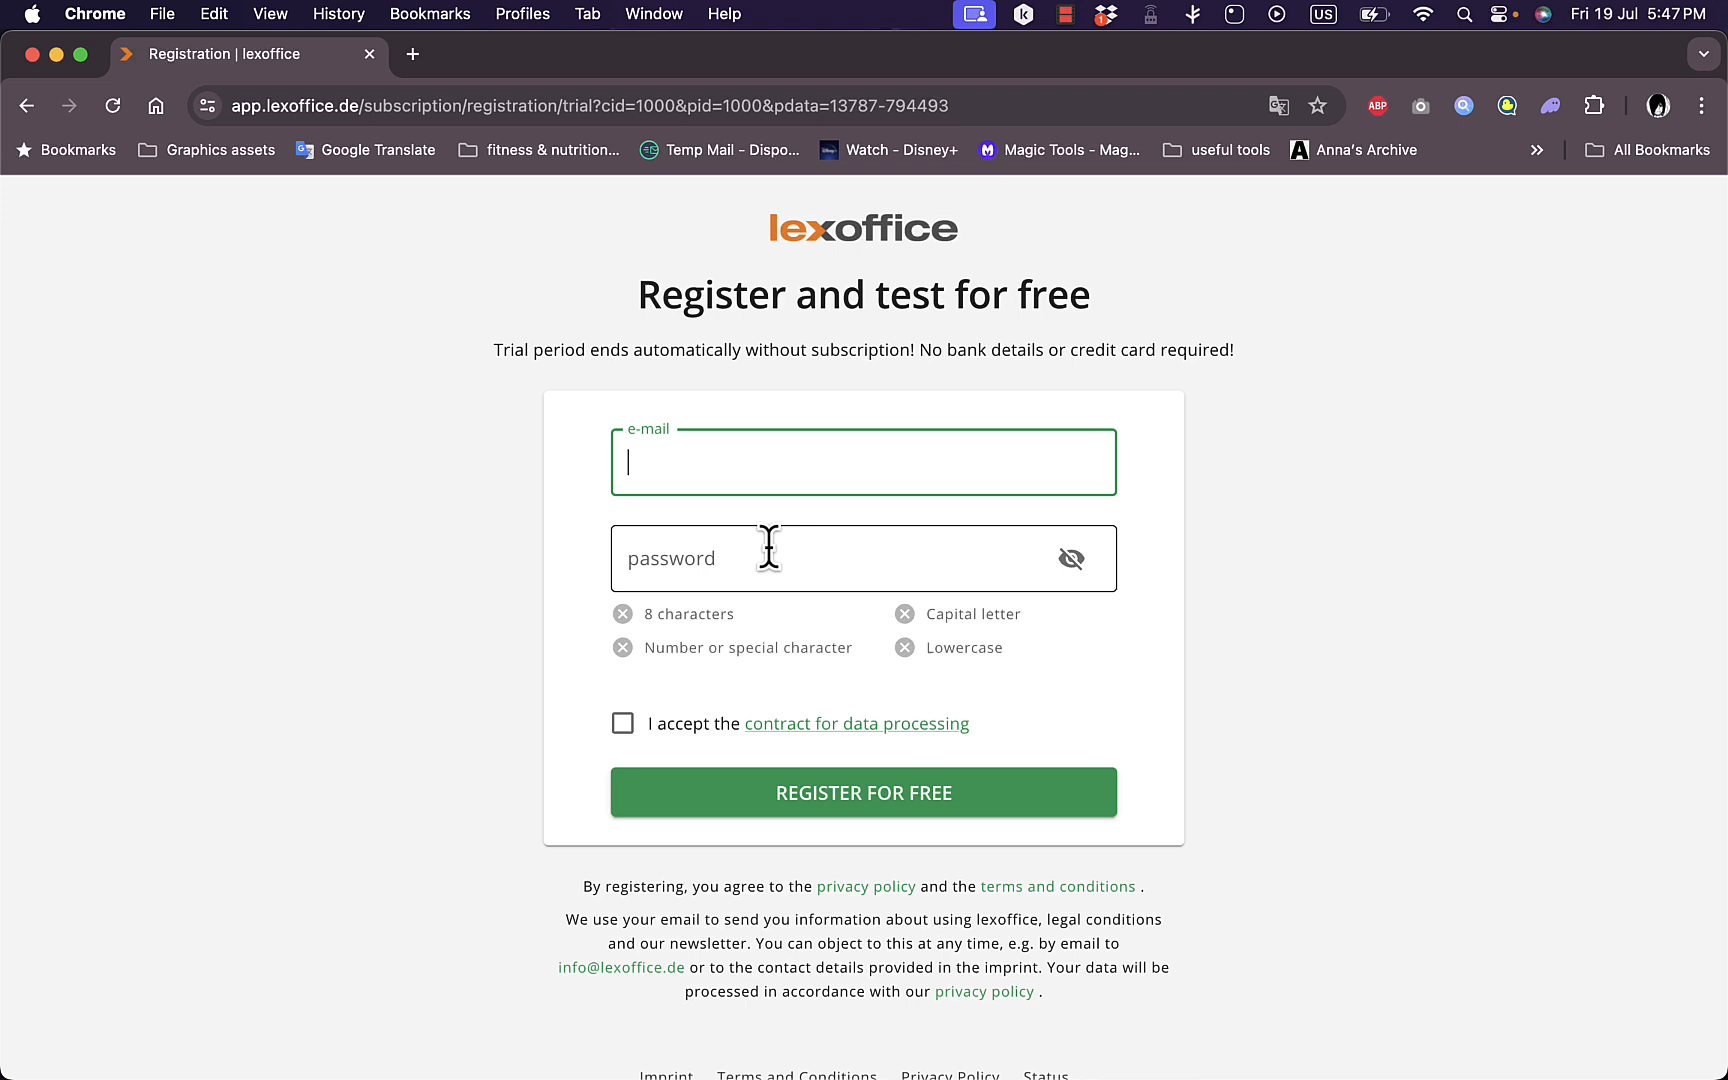 Chrome File Edit View History Bookmarks Profiles Tab Window Help US Fri 19 Jul 5:47 PM
Registration | lexoffice
app.lexoffice.de/subscription/registration/trial?cid=1000&pid=1000&pdata=13787-794493
Bookmarks Graphics assets Google Translate fitness & nutrition... Temp Mail - Dispo... Watch - Disney+ Magic Tools - Mag... useful tools Anna's Archive All Bookmarks
lexoffice
Register and test for free
Trial period ends automatically without subscription! No bank details or credit card required!
e-mail
password
8 characters Capital letter
Number or special character Lowercase
I accept the contract for data processing
REGISTER FOR FREE
By registering, you agree to the privacy policy and the terms and conditions .
We use your email to send you information about using lexoffice, legal conditions
and our newsletter. You can object to this at any time, e.g. by email to
info@lexoffice.de or to the contact details provided in the imprint. Your data will be
processed in accordance with our privacy policy .
Imprint Terms and Conditions Privacy Policy Status